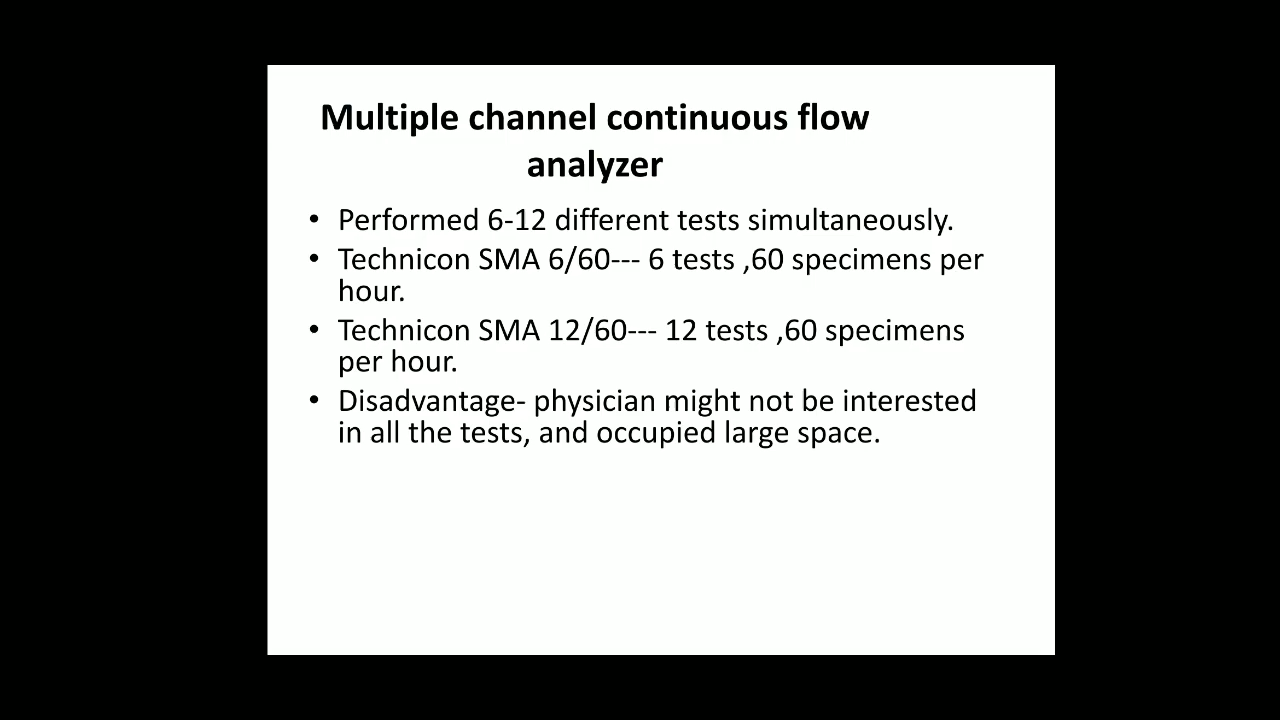 Multiple channel continuous flow
analyzer
• Performed 6-12 different tests simultaneously.
• Technicon SMA 6/60--- 6 tests ,60 specimens per
hour.
• Technicon SMA 12/60--- 12 tests ,60 specimens
per hour.
• Disadvantage- physician might not be interested
in all the tests, and occupied large space.